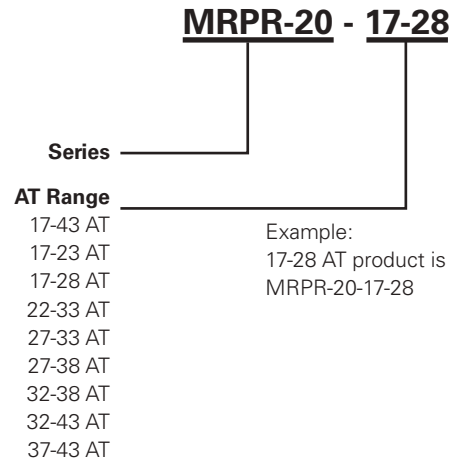 MRPR-20 - 17-28
Series
AT Range
17-43 AT
17-23 AT
17-28 AT
22-33 AT
27-33 AT
27-38 AT
32-38 AT
32-43 AT
37-43 AT
Example:
17-28 AT product is
MRPR-20-17-28